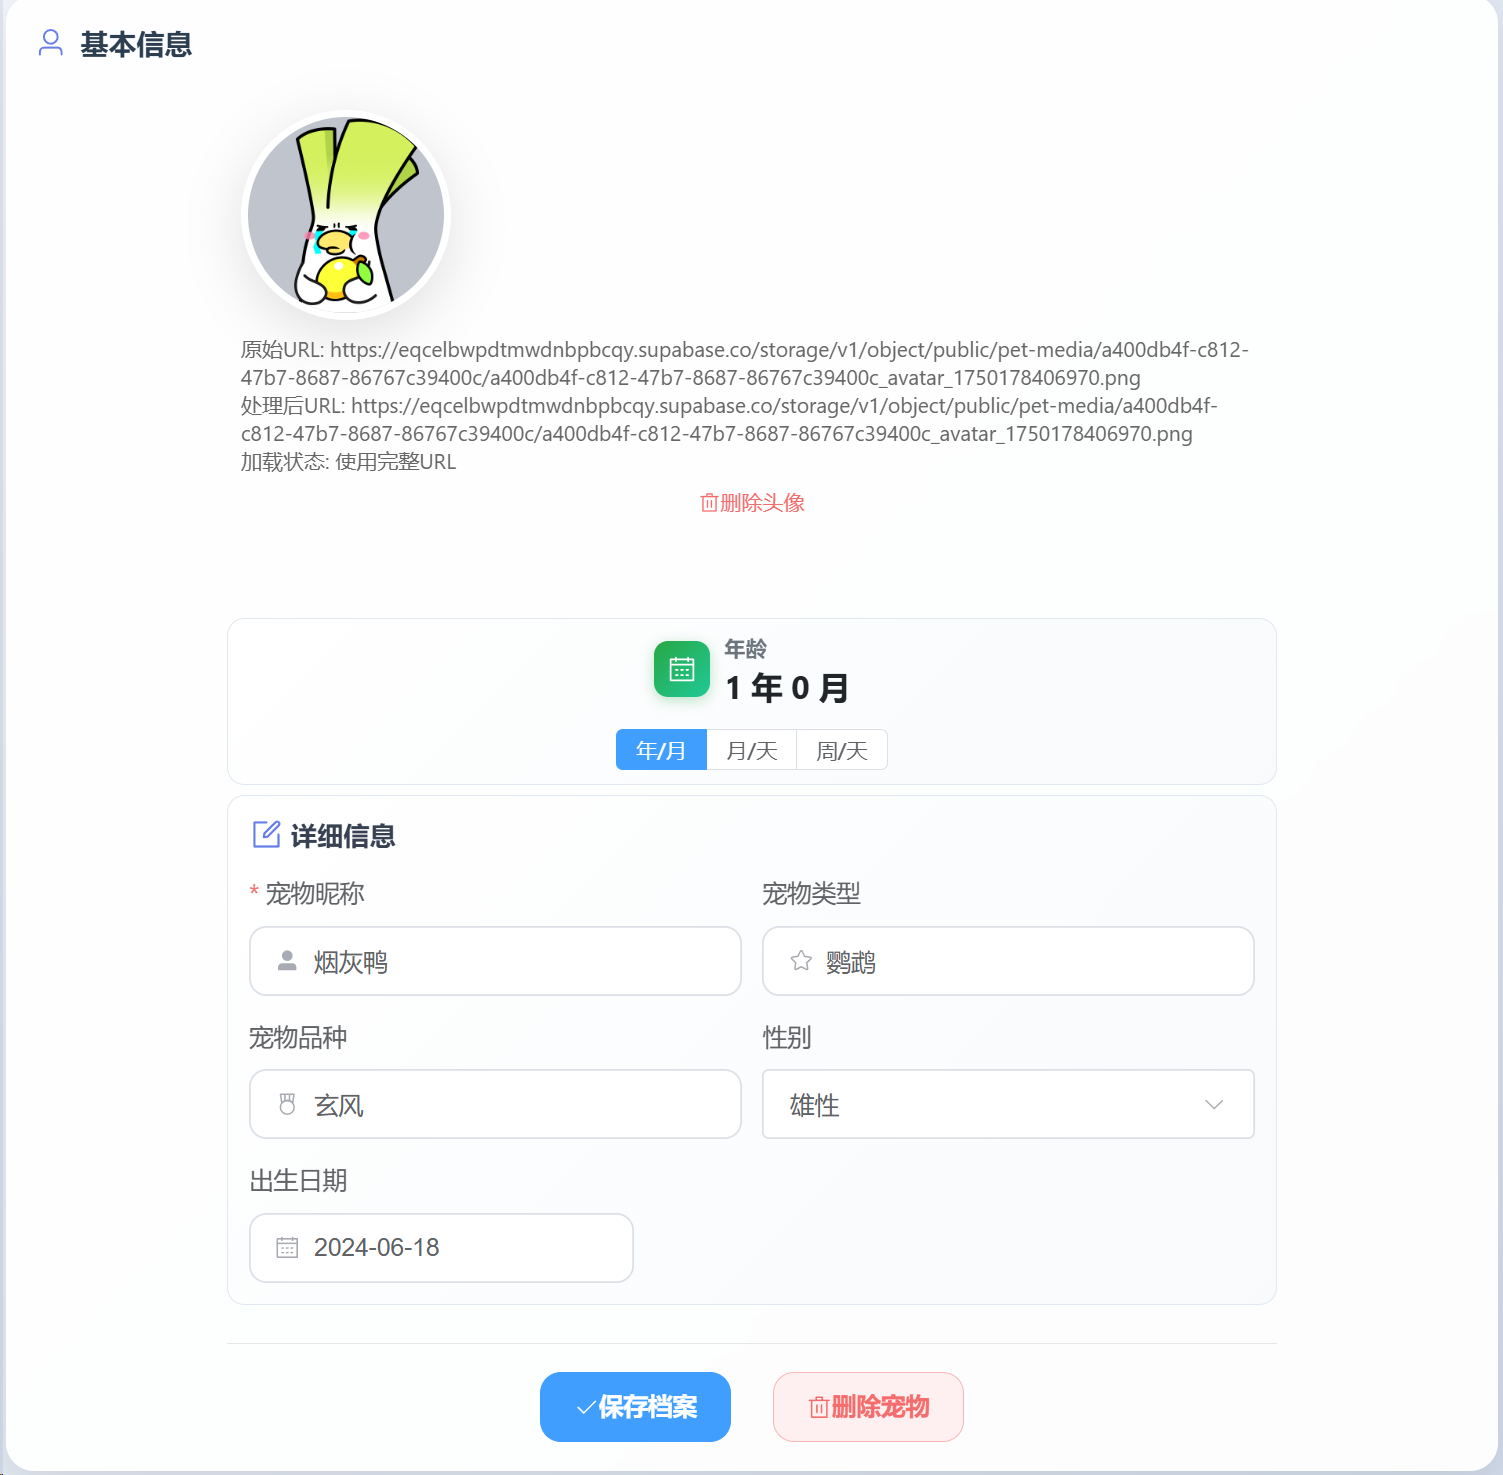 基本信息
原始URL: https://eqcelbwpdtmwdnbpbcqy.supabase.co/storage/v1/object/public/pet-media/a400db4f-c812-
47b7-8687-86767c39400c/a400db4f-c812-47b7-8687-86767c39400c_avatar_1750178406970.png
处理后URL: https://eqcelbwpdtmwdnbpbcqy.supabase.co/storage/v1/object/public/pet-media/a400db4f-
c812-47b7-8687-86767c39400c/a400db4f-c812-47b7-8687-86767c39400c_avatar_1750178406970.png
加载状态: 使用完整URL
删除头像
年龄
1 年 0 月
年/月 月/天 周/天
详细信息
* 宠物昵称 宠物类型
烟灰鸭 鹦鹉
宠物品种 性别
玄风 雄性
出生日期
2024-06-18
保存档案 删除宠物